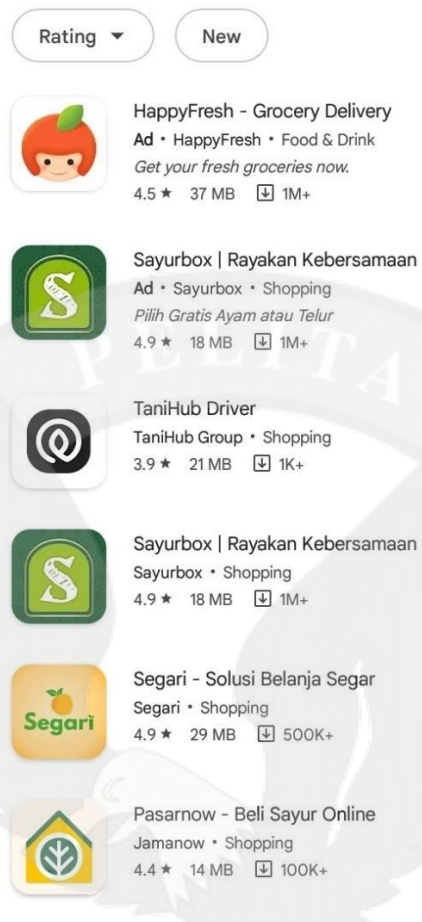 Rating
New
HappyFresh - Grocery Delivery
Ad • HappyFresh • Food & Drink
Get your fresh groceries now.
4.5 ★ 37 MB 1M+
S
Sayurbox | Rayakan Kebersamaan
Ad • Sayurbox • Shopping
Pilih Gratis Ayam atau Telur
4.9 ★ 18 MB 1M+
PELITA
TaniHub Driver
TaniHub Group • Shopping
3.9 ★ 21 MB 1K+
S
Sayurbox | Rayakan Kebersamaan
Sayurbox • Shopping
4.9 ★ 18 MB 1M+
Segari
Segari - Solusi Belanja Segar
Segari • Shopping
4.9 ★ 29 MB 500K+
Pasarnow - Beli Sayur Online
Jamanow • Shopping
4.4 ★ 14 MB 100K+